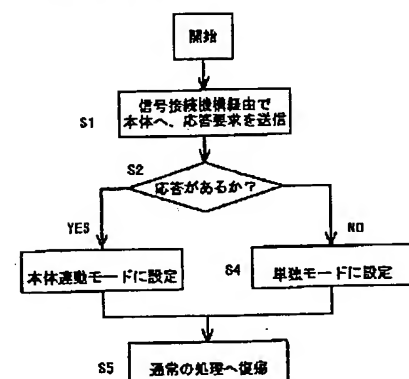 開始
S1
信号接続機構経由で
本体へ、応答要求を送信
S2
応答があるか？
YES
NO
本体連動モードに設定
S4
単独モードに設定
S5
通常の処理へ復帰